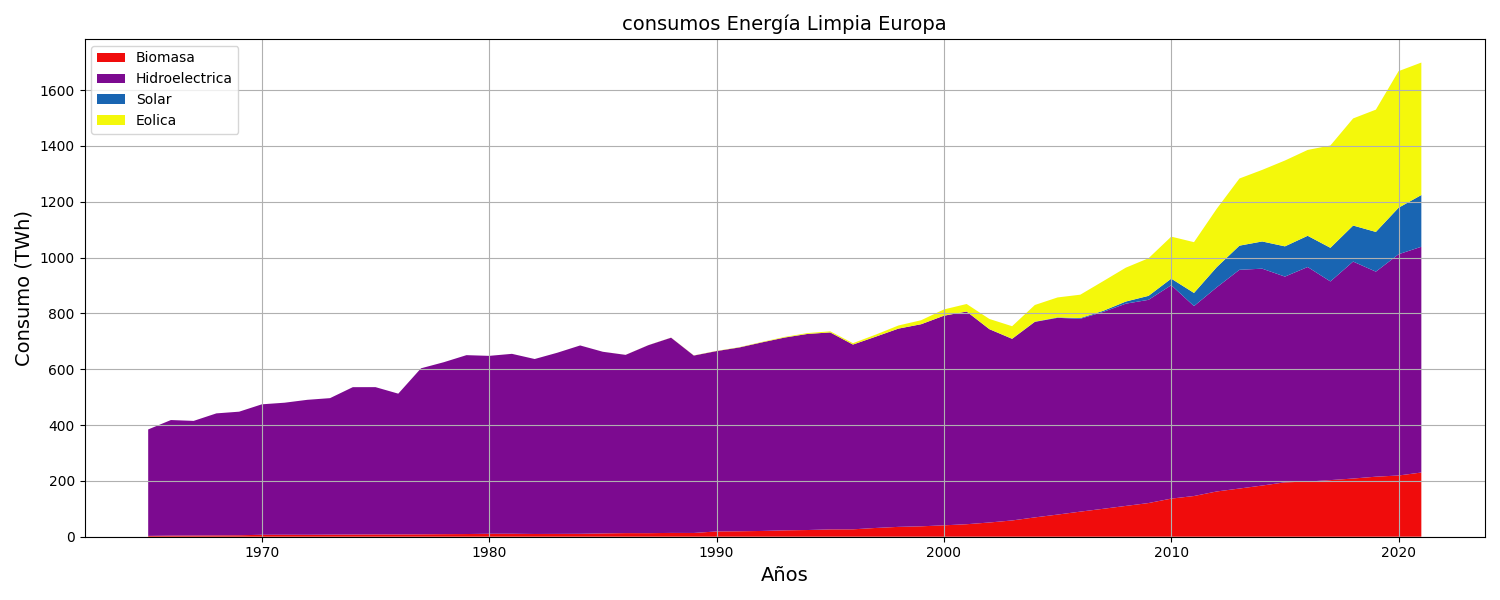 consumos Energía Limpia Europa
Biomasa
Hidroelectrica
Solar
Eolica
Consumo (TWh)
1600
1400
1200
1000
800
600
400
200
0
1970 1980 1990 2000 2010 2020
Años